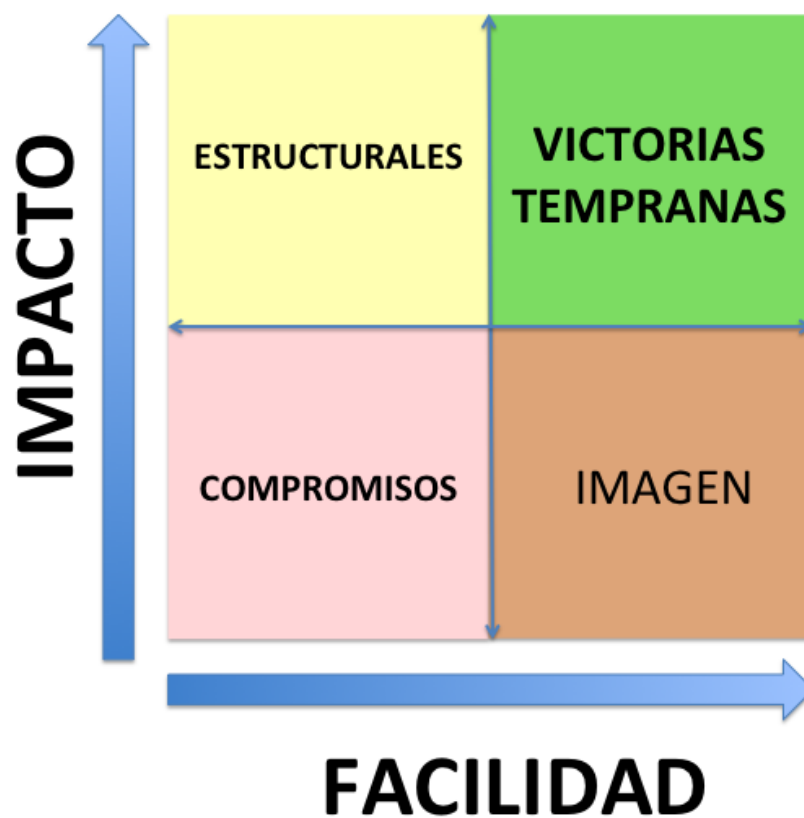 IMPACTO
ESTRUCTURALES
VICTORIAS
TEMPRANAS
COMPROMISOS
IMAGEN
FACILIDAD